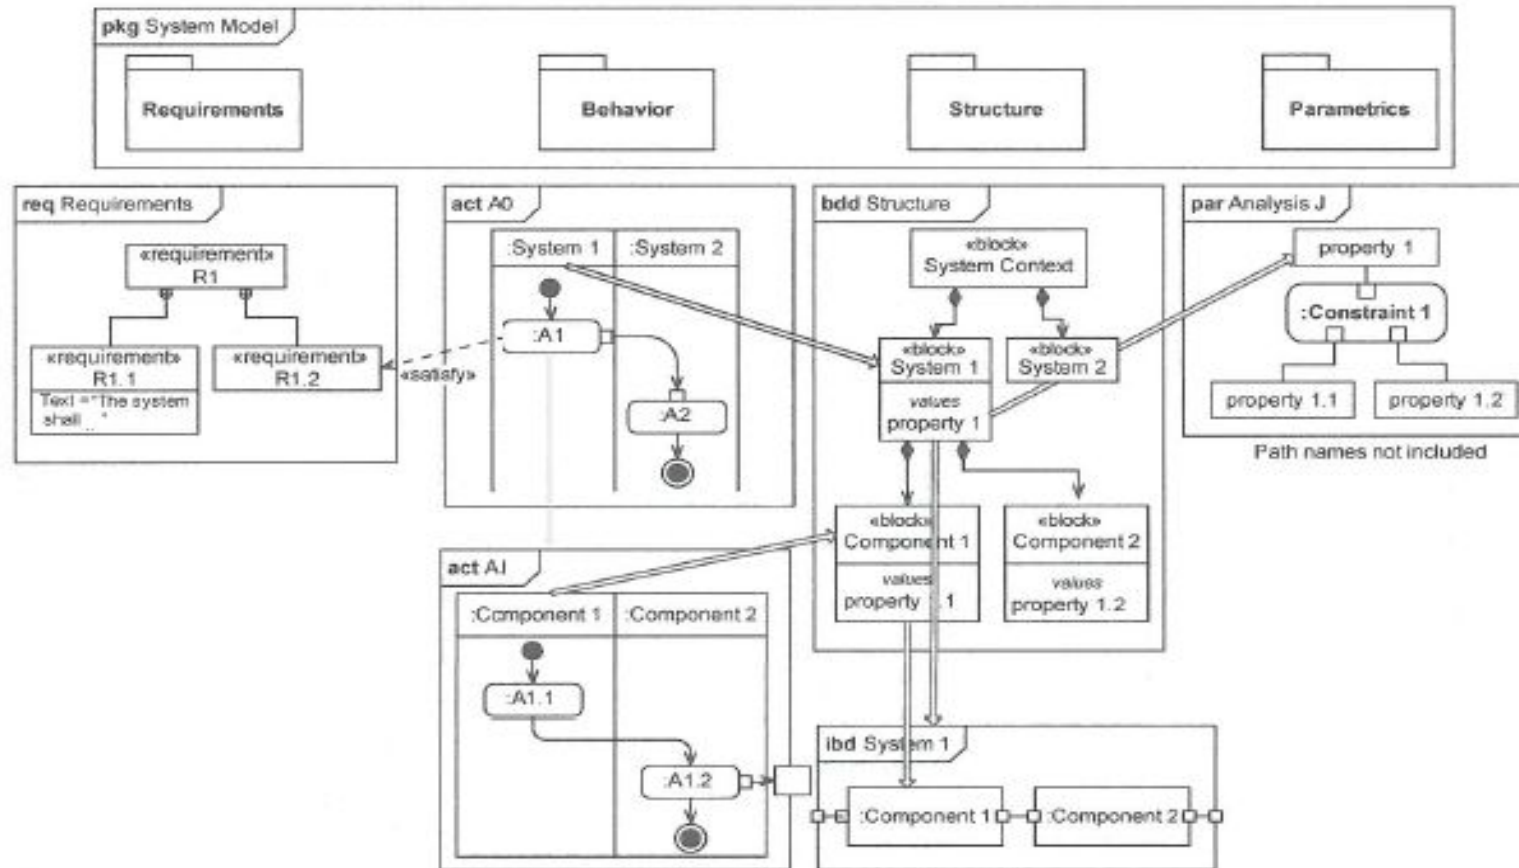 pkg System Model
Requirements
Behavior
Structure
Parametrics
req Requirements
«requirement»
R1
«requirement»
R1.1
Text ="The system
shall ... "
«requirement»
R1.2
«satisfy»
act A0
:System 1
:System 2
:A1
:A2
bdd Structure
«block»
System Context
«block»
System 1
values
property 1
«block»
System 2
«block»
Component 1
values
property 1.1
«block»
Component 2
values
property 1.2
par Analysis J
property 1
:Constraint 1
property 1.1
property 1.2
Path names not included
act A.I
:Component 1
:Component 2
:A1.1
:A1.2
ibd System 1
:Component 1
:Component 2